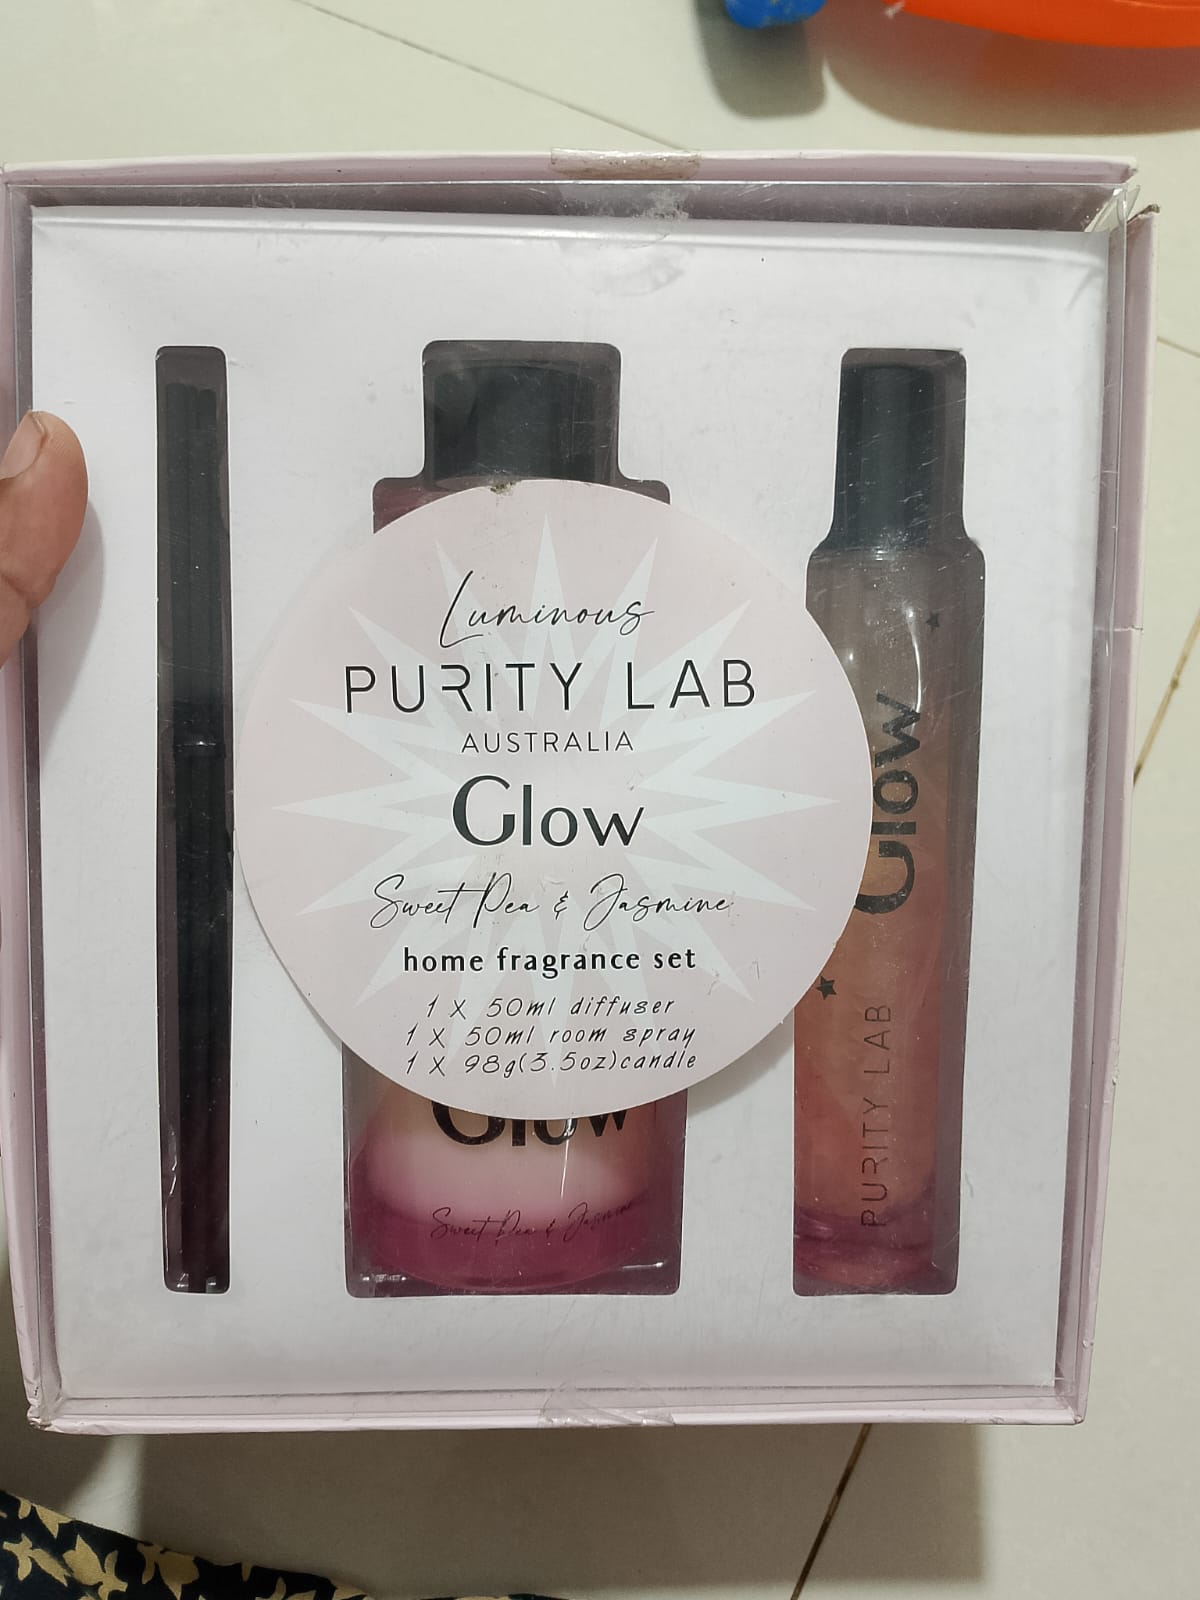 Luminous
PURITY LAB
AUSTRALIA
Glow
Sweet Pea & Jasmine
home fragrance set
1 X 50ml diffuser
1 X 50ml room spray
1 X 98g(3.5oz)candle
Glow
Sweet Pea & Jasmine
Glow
PURITY LAB